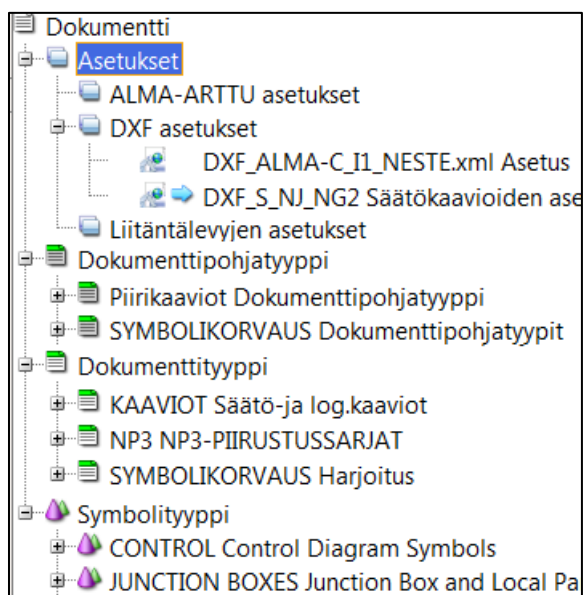 Dokumentti
Asetukset
ALMA-ARTTU asetukset
DXF asetukset
DXF_ALMA-C_I1_NESTE.xml Asetus
DXF_S_NJ_NG2 Säätökaavioiden ase
Liitäntälevyjen asetukset
Dokumenttipohjatyyppi
Piirikaaviot Dokumenttipohjatyyppi
SYMBOLIKORVAUS Dokumenttipohjatyypit
Dokumenttityyppi
KAAVIOT Säätö-ja log.kaaviot
NP3 NP3-PIIRUSTUSSARJAT
SYMBOLIKORVAUS Harjoitus
Symbolityyppi
CONTROL Control Diagram Symbols
JUNCTION BOXES Junction Box and Local Pa